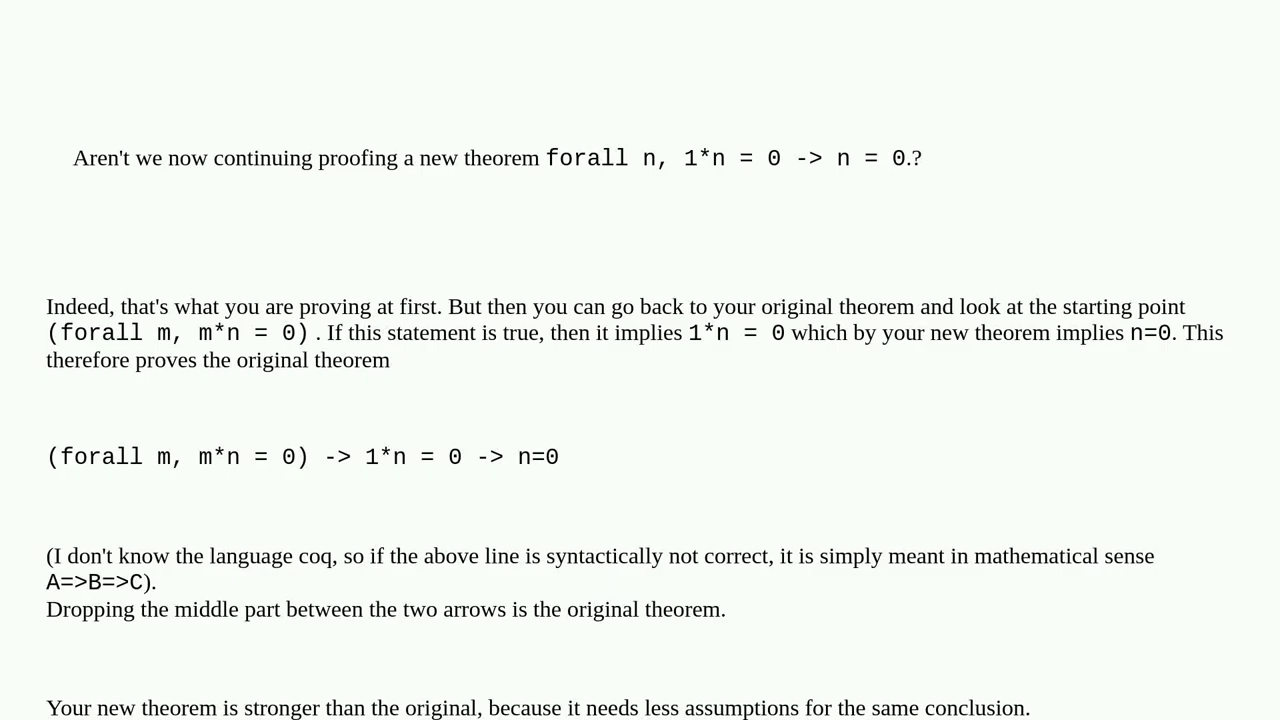 Aren't we now continuing proofing a new theorem forall n, 1*n = 0 -> n = 0.?
Indeed, that's what you are proving at first. But then you can go back to your original theorem and look at the starting point
(forall m, m*n = 0) . If this statement is true, then it implies 1*n = 0 which by your new theorem implies n=0. This
therefore proves the original theorem
(forall m, m*n = 0) -> 1*n = 0 -> n=0
(I don't know the language coq, so if the above line is syntactically not correct, it is simply meant in mathematical sense
A=>B=>C).
Dropping the middle part between the two arrows is the original theorem.
Your new theorem is stronger than the original, because it needs less assumptions for the same conclusion.